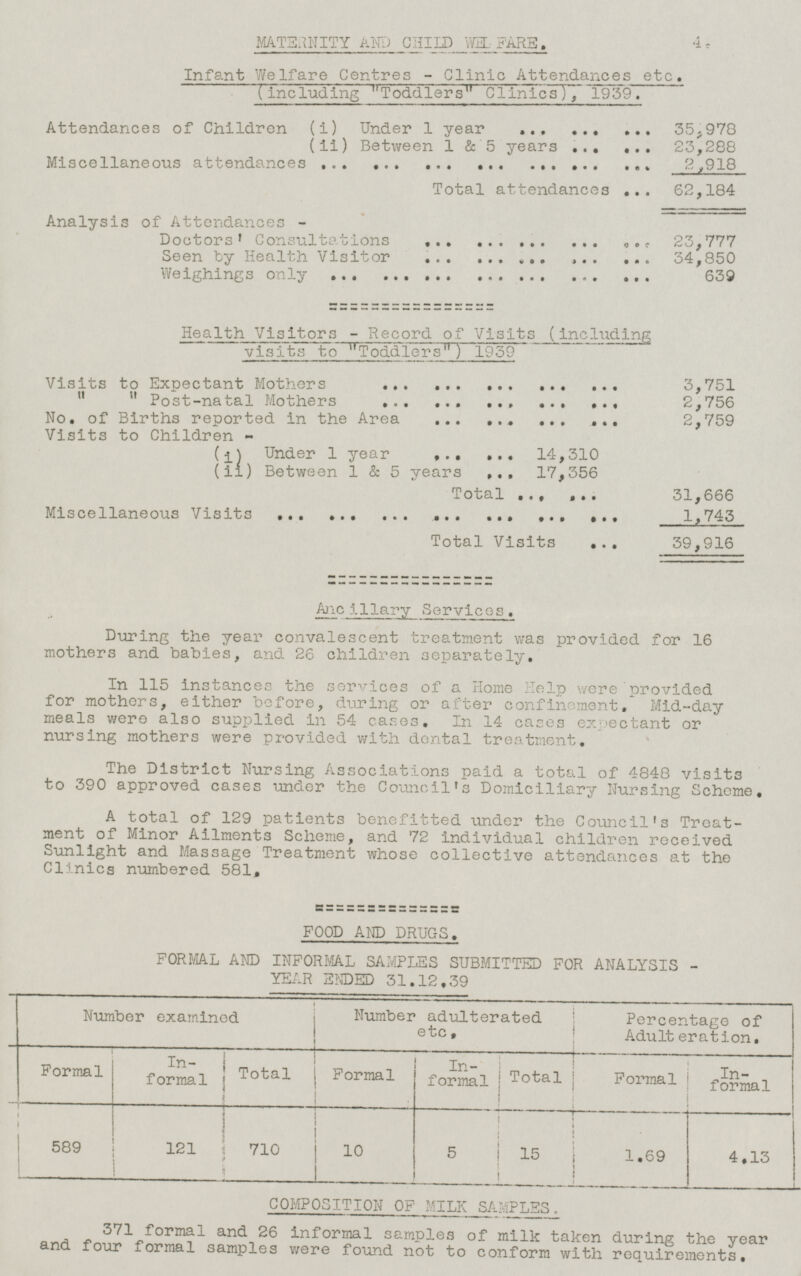 MATERNITY AND CHILD WELFARE. 4.
Infant Welfare Centres - Clinic Attendances etc.
(including "Toddlers" Clinics), 1939.
Attendances of Children (i) Under 1 year ... ... ... 35,978
(ii) Between 1 & 5 years ... ... 23,288
Miscellaneous attendances ... ... ... ... ... ... ... 2,918
Total attendances ... 62,184
Analysis of Attendances -
Doctors' Consultations ... ... ... ... ... 23,777
Seen by Health Visitor ... ... ... ... ... 34,850
Weighings only ... ... ... ... ... ... ... 639
================
Health Visitors - Record of Visits (including
visits to "Toddlers") 1939
Visits to Expectant Mothers ... ... ... ... ... 3,751
" " Post-natal Mothers ... ... ... ... ... 2,756
No. of Births reported in the Area ... ... ... ... 2,759
Visits to Children -
(i) Under 1 year ... ... 14,310
(ii) Between 1 & 5 years ... 17,356
Total ... ... 31,666
Miscellaneous Visits ... ... ... ... ... ... ... 1,743
Total Visits ... 39,916
================
Ancillary Services.
During the year convalescent treatment was provided for 16
mothers and babies, and 26 children separately.
In 115 instances the services of a Home Help were provided
for mothers, either before, during or after confinement. Mid-day
meals were also supplied in 54 cases. In 14 cases expectant or
nursing mothers were provided with dental treatment.
The District Nursing Associations paid a total of 4848 visits
to 390 approved cases under the Council's Domiciliary Nursing Scheme.
A total of 129 patients benefitted under the Council's Treat-
ment of Minor Ailments Scheme, and 72 individual children received
Sunlight and Massage Treatment whose collective attendances at the
Clinics numbered 581.
==============
FOOD AND DRUGS.
FORMAL AND INFORMAL SAMPLES SUBMITTED FOR ANALYSIS -
YEAR ENDED 31.12.39
Number examined Number adulterated etc. Percentage of Adulteration.
Formal In-formal Total Formal In-formal Total Formal In-formal
589 121 710 10 5 15 1.69 4.13
COMPOSITION OF MILK SAMPLES.
371 formal and 26 informal samples of milk taken during the year
and four formal samples were found not to conform with requirements.